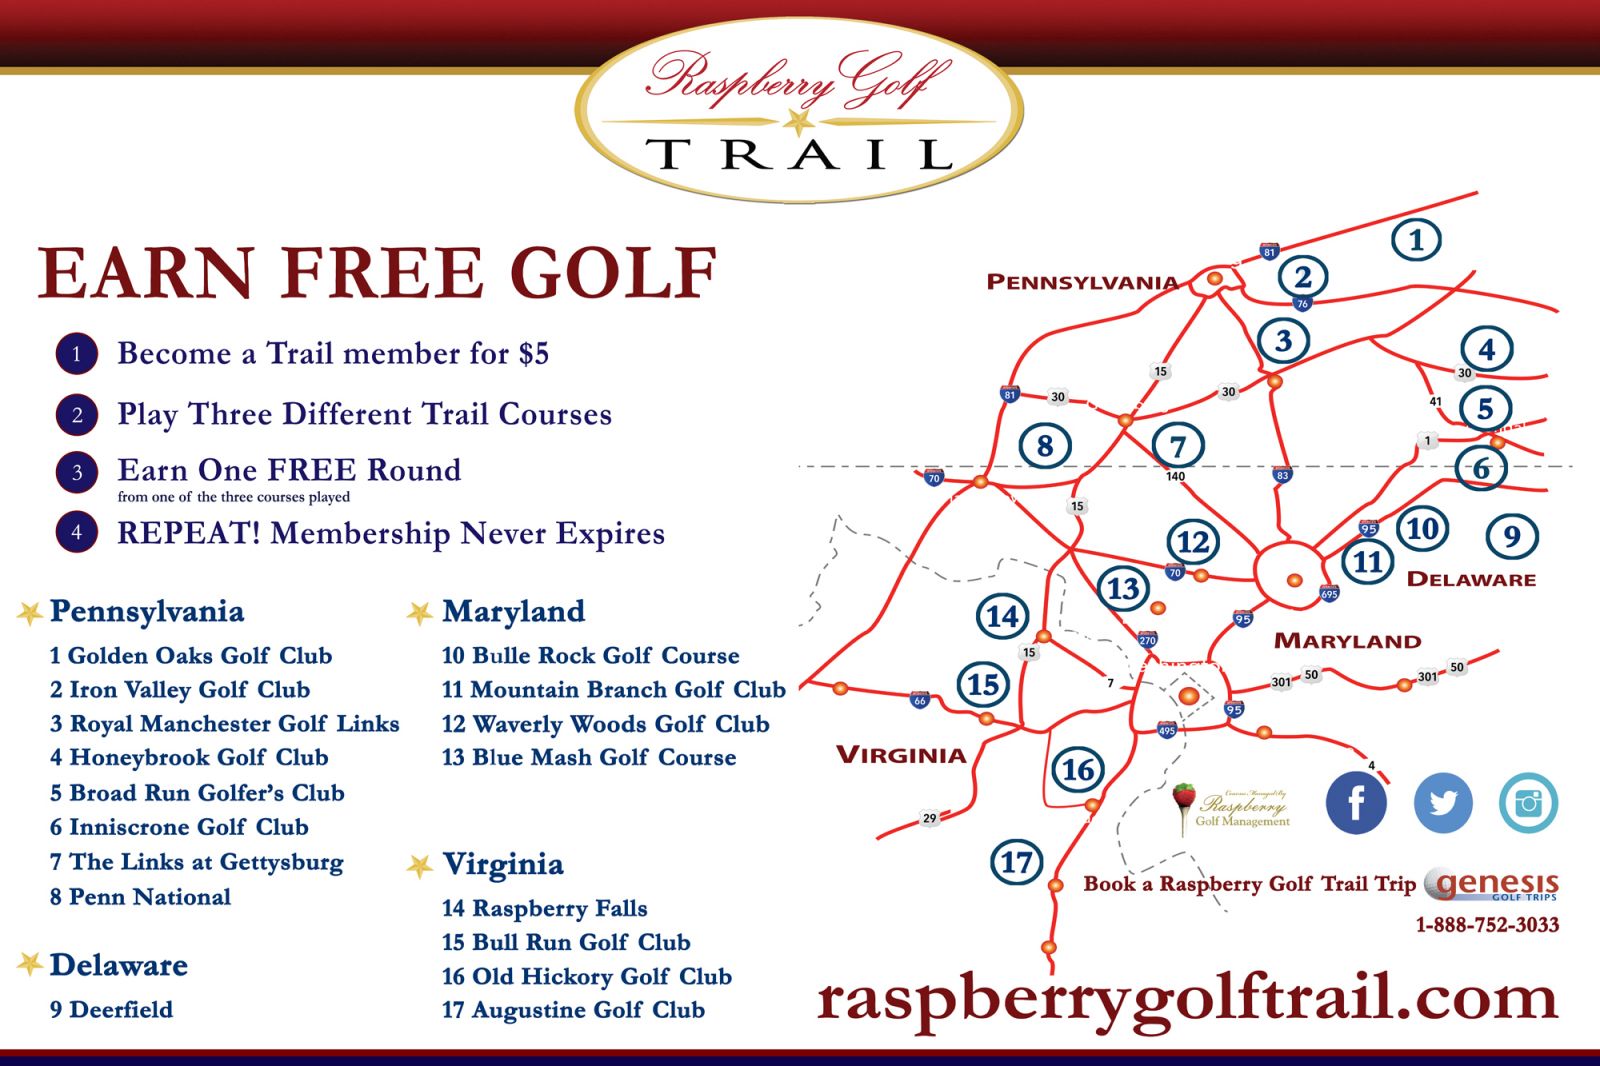 Raspberry Golf
TRAIL
EARN FREE GOLF
1 Become a Trail member for $5
2 Play Three Different Trail Courses
3 Earn One FREE Round
from one of the three courses played
4 REPEAT! Membership Never Expires
Pennsylvania
1 Golden Oaks Golf Club
2 Iron Valley Golf Club
3 Royal Manchester Golf Links
4 Honeybrook Golf Club
5 Broad Run Golfer's Club
6 Inniscrone Golf Club
7 The Links at Gettysburg
8 Penn National
Delaware
9 Deerfield
Maryland
10 Bulle Rock Golf Course
11 Mountain Branch Golf Club
12 Waverly Woods Golf Club
13 Blue Mash Golf Course
Virginia
14 Raspberry Falls
15 Bull Run Golf Club
16 Old Hickory Golf Club
17 Augustine Golf Club
1
81
2
PENNSYLVANIA
76
3
4
15
30
30
81
30
41
5
8
7
1
6
70
140
83
15
95
10
9
12
11
70
DELAWARE
13
695
14
95
270
MARYLAND
15
7
50
301
50
301
15
66
95
495
VIRGINIA
16
4
29
Courses Managed By
Raspberry
Golf Management
17
Book a Raspberry Golf Trail Trip
genesis
GOLF TRIPS
1-888-752-3033
raspberrygolftrail.com